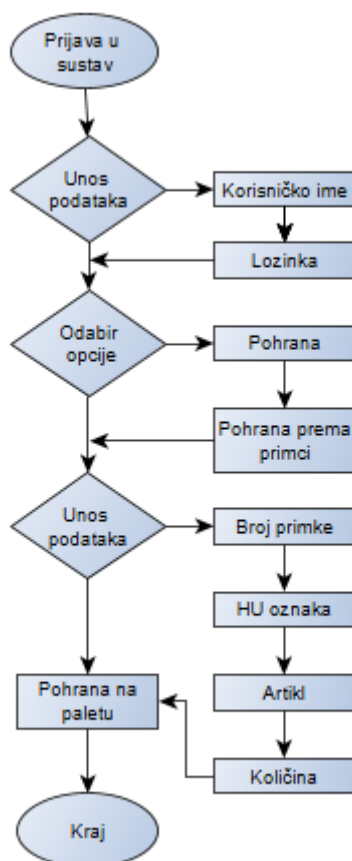 Prijava u
sustav
Unos
podataka
Korisničko ime
Lozinka
Odabir
opcije
Pohrana
Pohrana prema
primci
Unos
podataka
Broj primke
HU oznaka
Artikl
Količina
Pohrana na
paletu
Kraj